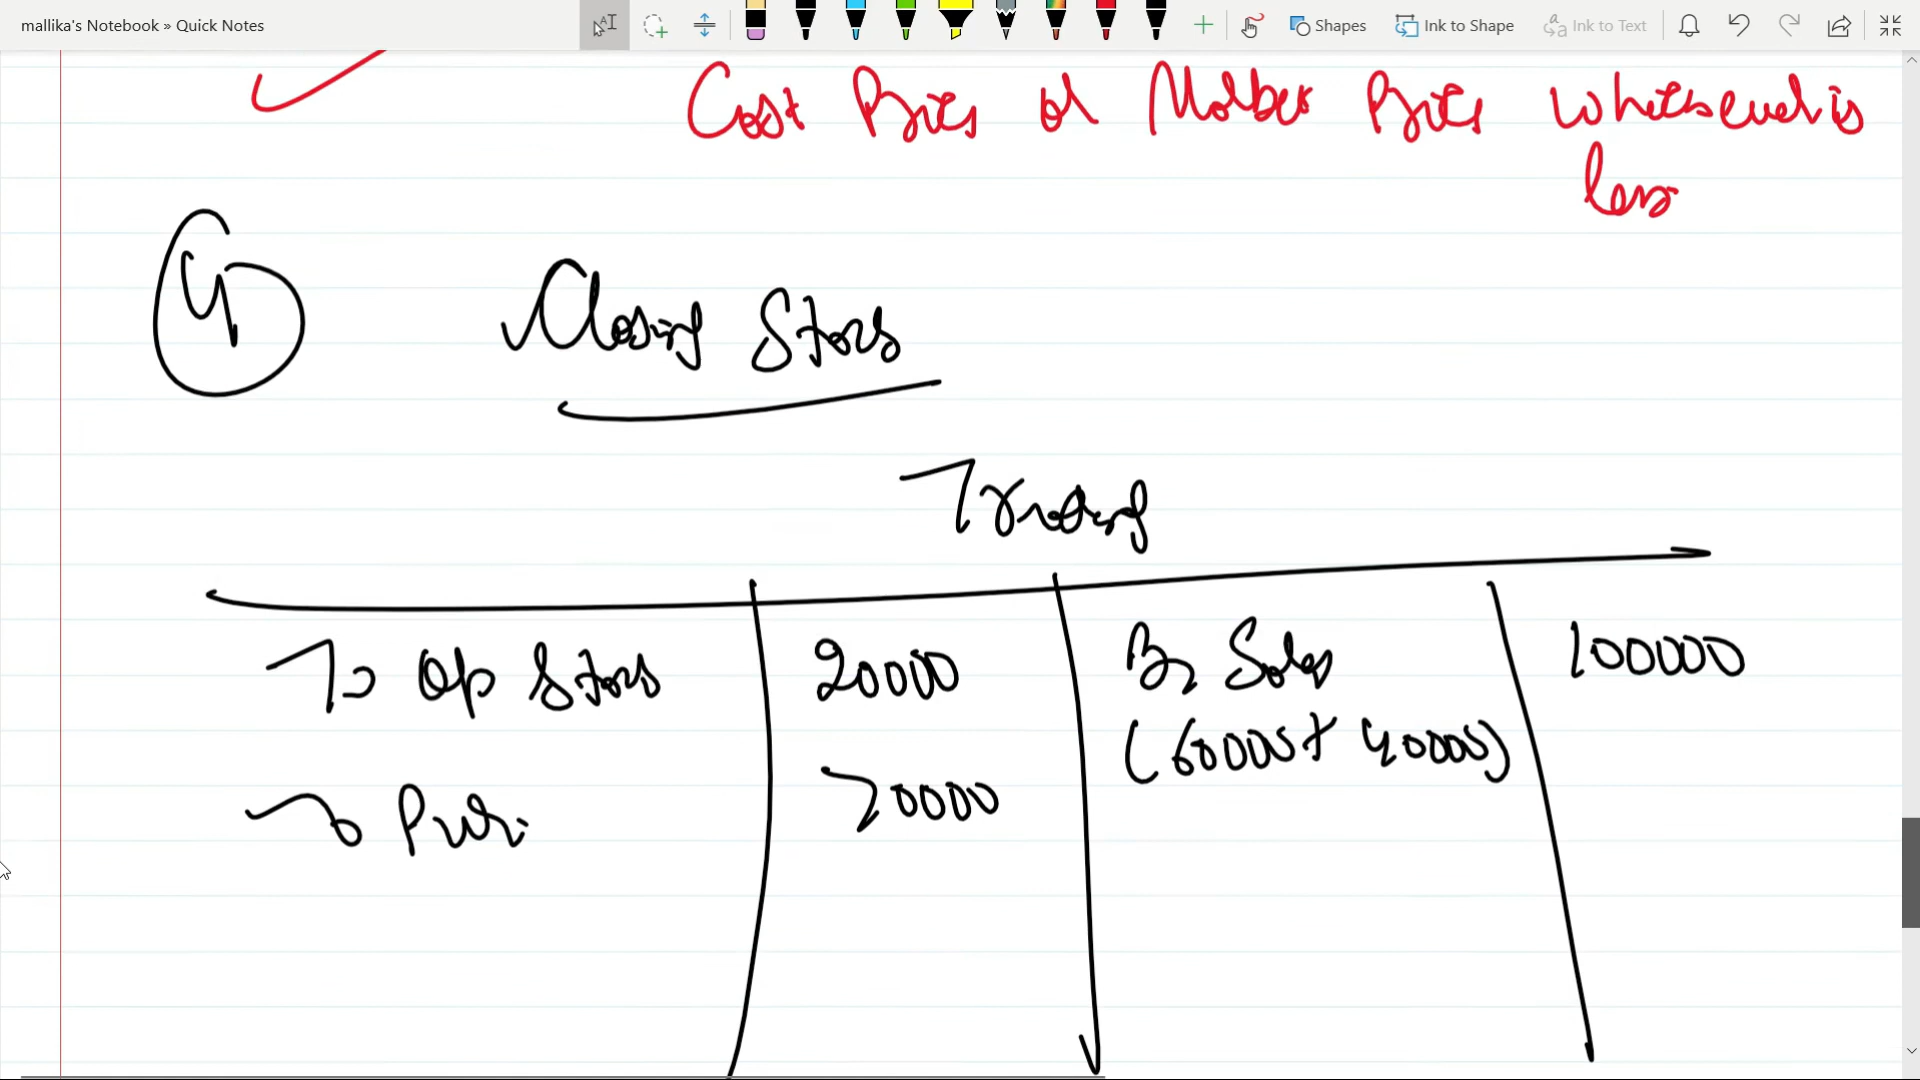 mallika's Notebook » Quick Notes
Shapes
Ink to Shape
Ink to Text
Cost Price or Market Price whichever is
less
4
Closing Stock
Trading
To Op Stock 20000 By Sales 100000
(60000 + 40000)
To Pur. 70000